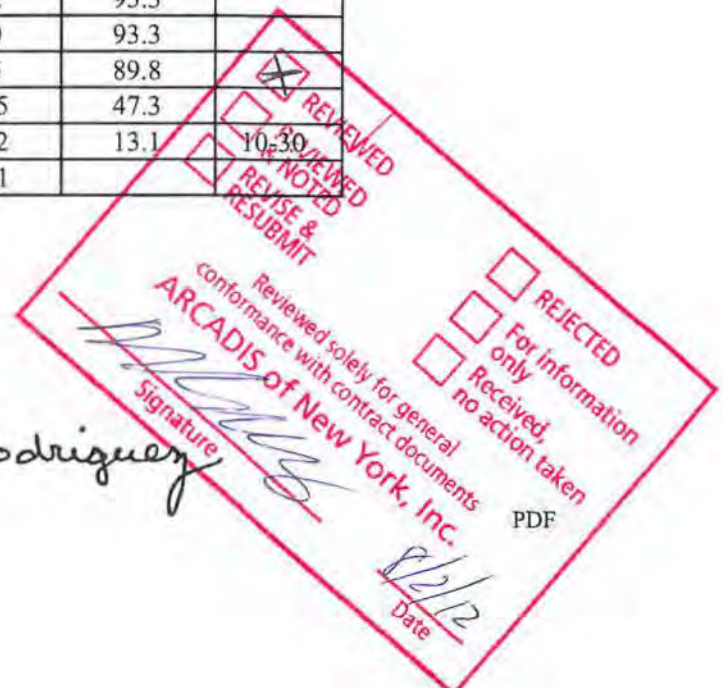 93.3
89.8
47.3
13.1 10-30
REVIEWED
REVIEWED
& NOTED
REVISE &
RESUBMIT
REJECTED
For information
only
Received,
no action taken
Reviewed solely for general
conformance with contract documents
ARCADIS of New York, Inc.
Signature
8/2/12
Date
odriguez
PDF